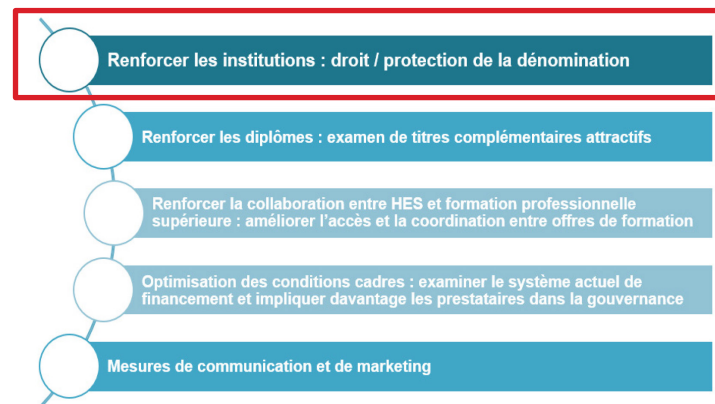 Renforcer les institutions : droit / protection de la dénomination
Renforcer les diplômes : examen de titres complémentaires attractifs
Renforcer la collaboration entre HES et formation professionnelle
supérieure : améliorer l’accès et la coordination entre offres de formation
Optimisation des conditions cadres : examiner le système actuel de
financement et impliquer davantage les prestataires dans la gouvernance
Mesures de communication et de marketing